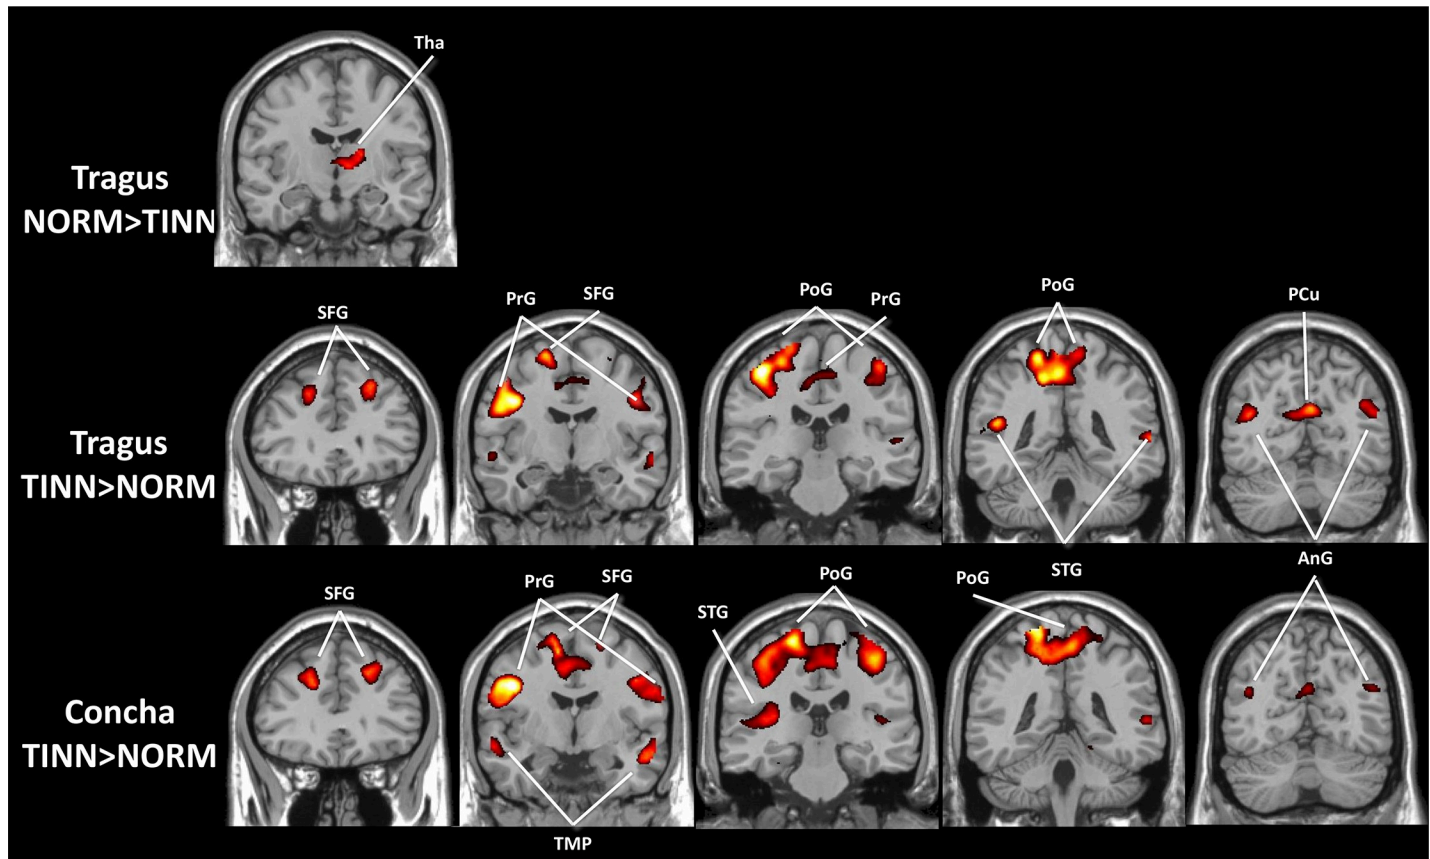 Tha
Tragus
NORM>TINN
SFG
PrG
SFG
PoG
PrG
PoG
PCu
Tragus
TINN>NORM
STG
AnG
SFG
PrG
SFG
STG
PoG
PoG
Concha
TINN>NORM
TMP